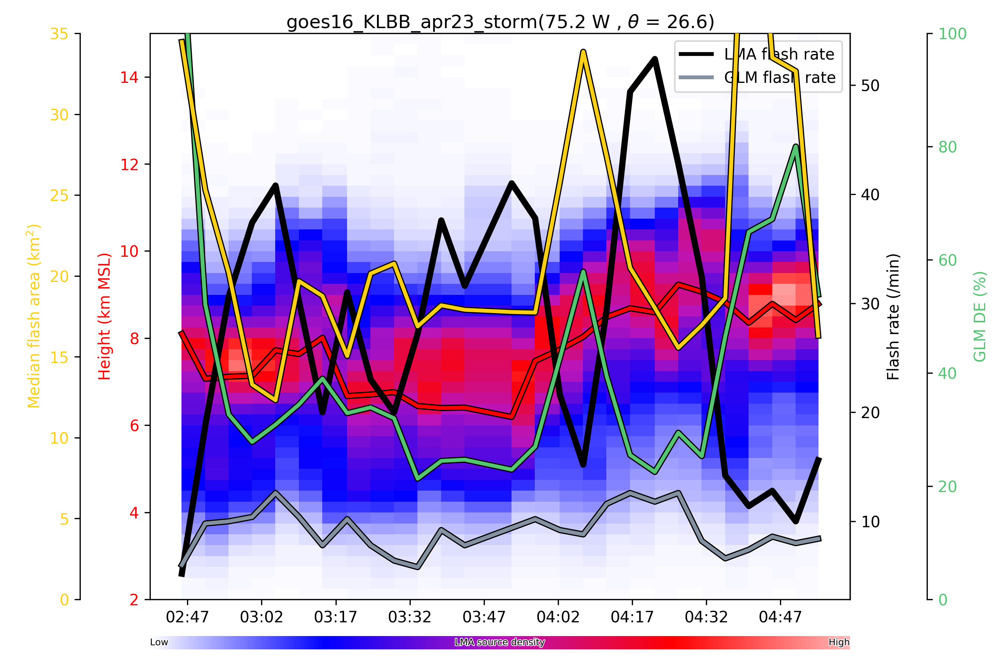 goes16_KLBB_apr23_storm(75.2 W , θ = 26.6)
LMA flash rate
GLM flash rate
Median flash area (km²)
35
30
25
20
15
10
5
0
Height (km MSL)
14
12
10
8
6
4
2
50
40
30
20
10
Flash rate (/min)
100
80
60
40
20
0
GLM DE (%)
02:47 03:02 03:17 03:32 03:47 04:02 04:17 04:32 04:47
Low LMA source density High